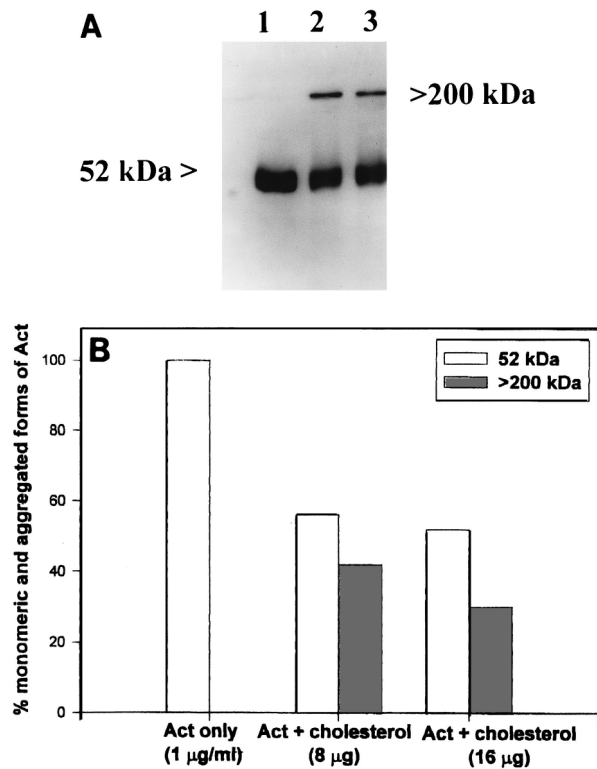 A
1 2 3
>200 kDa
52 kDa >
B
% monomeric and aggregated forms of Act
100
80
60
40
20
0
52 kDa
>200 kDa
Act only
(1 μg/ml)
Act + cholesterol
(8 μg)
Act + cholesterol
(16 μg)